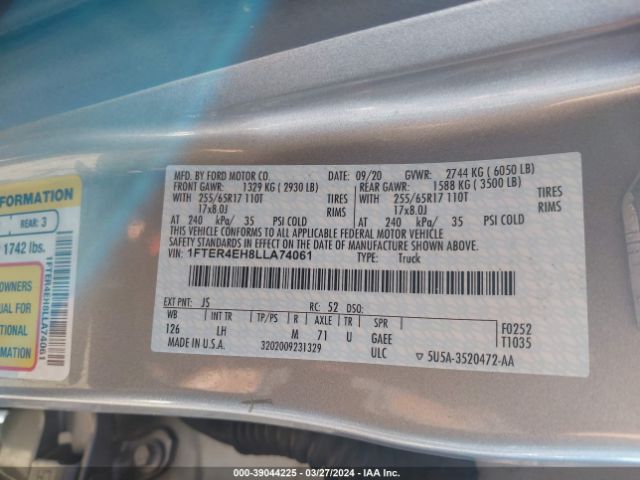 MFD. BY FORD MOTOR CO. DATE: 09/20 GVWR: 2744 KG ( 6050 LB)
FRONT GAWR: 1329 KG ( 2930 LB) REAR GAWR: 1588 KG ( 3500 LB)
WITH 255/65R17 110T TIRES WITH 255/65R17 110T TIRES
17x8.0J RIMS 17x8.0J RIMS
AT 240 kPa/ 35 PSI COLD AT 240 kPa/ 35 PSI COLD
THIS VEHICLE CONFORMS TO ALL APPLICABLE FEDERAL MOTOR VEHICLE
SAFETY STANDARDS IN EFFECT ON THE DATE OF MANUFACTURE SHOWN ABOVE.
VIN: 1FTER4EH8LLA74061 TYPE: Truck
EXT PNT: JS RC: 52 DSO:
WB INT TR TP/PS R AXLE TR SPR F0252
126 LH M 71 U GAEE T1035
MADE IN U.S.A. 3202009231329 ULC 5U5A-3520472-AA
FORMATION
REAR: 3
1742 lbs.
OWNERS
UAL FOR
TIONAL
MATION
1FTER4EH8LLA74061
000-39044225 - 03/27/2024 - IAA Inc.